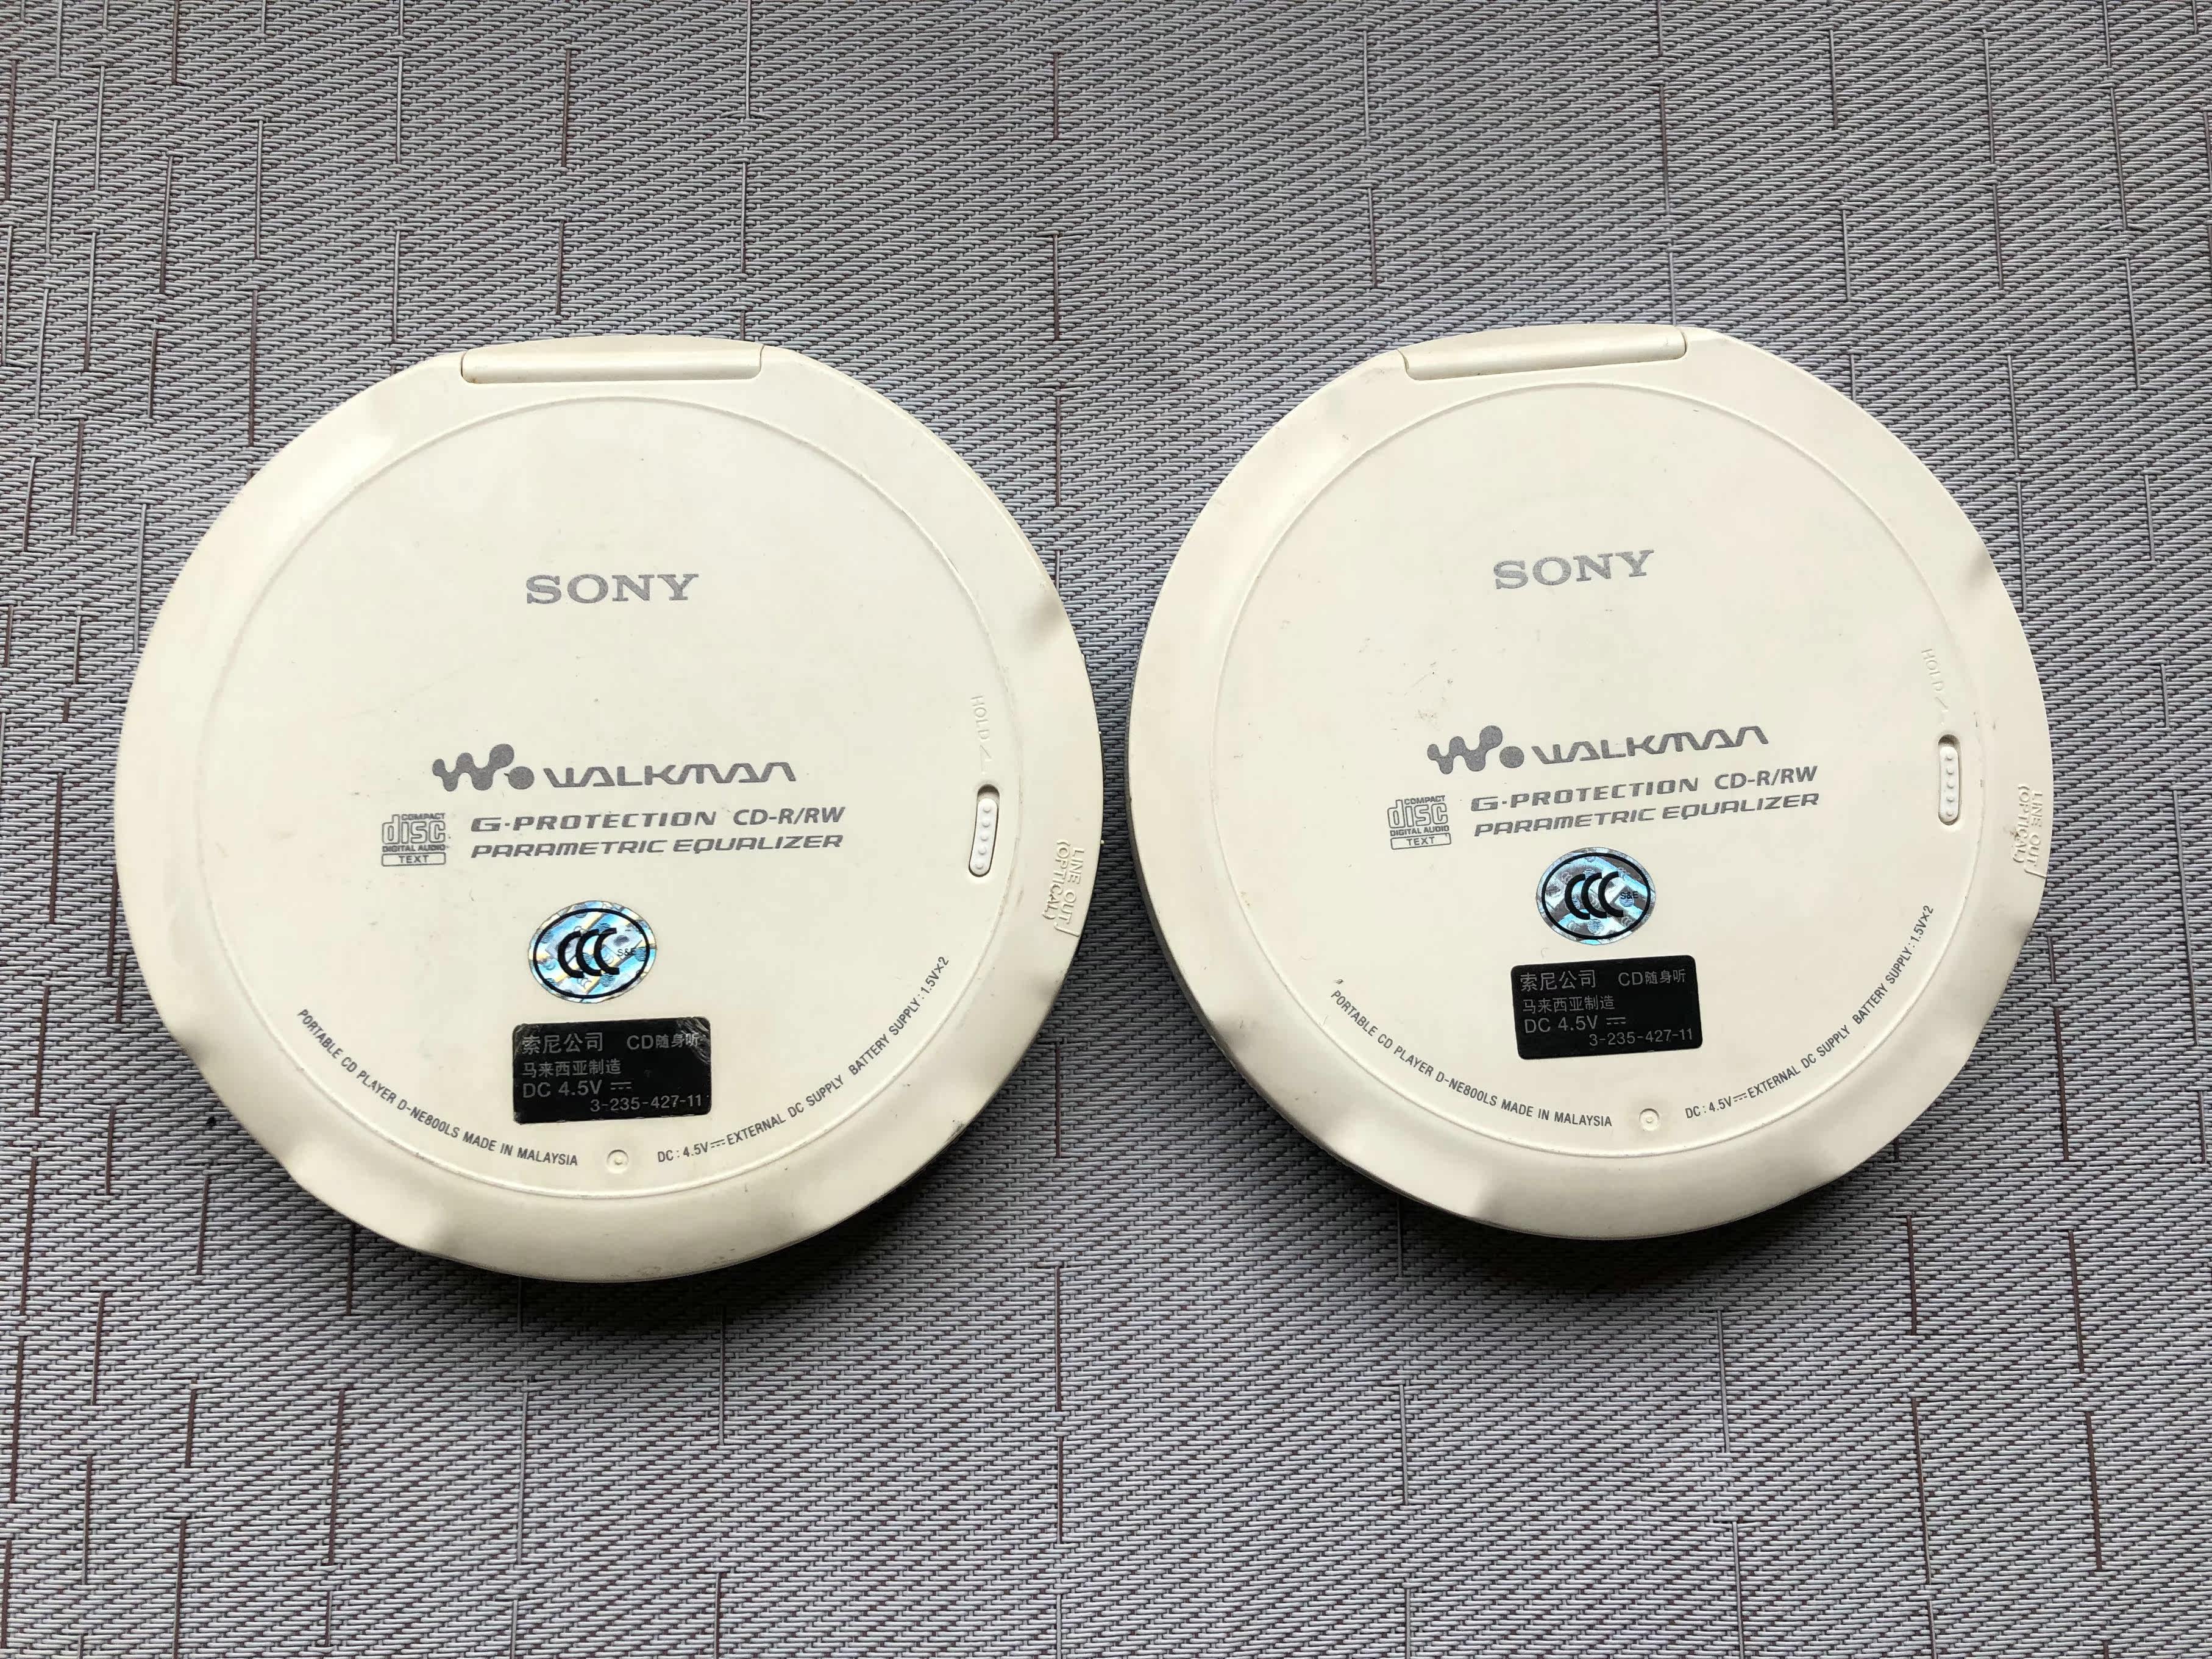 SONY
HOLD
WALKMAN
COMPACT
disc
DIGITAL AUDIO
TEXT
G·PROTECTION CD-R/RW
PARAMETRIC EQUALIZER
LINE OUT
(OPTICAL)
CCC S&E
索尼公司 CD随身听
马来西亚制造
DC 4.5V ⎓
3-235-427-11
PORTABLE CD PLAYER D-NE800LS MADE IN MALAYSIA
DC : 4.5V⎓EXTERNAL DC SUPPLY BATTERY SUPPLY : 1.5V×2
SONY
HOLD
WALKMAN
COMPACT
disc
DIGITAL AUDIO
TEXT
G·PROTECTION CD-R/RW
PARAMETRIC EQUALIZER
LINE OUT
(OPTICAL)
CCC S&E
索尼公司 CD随身听
马来西亚制造
DC 4.5V ⎓
3-235-427-11
PORTABLE CD PLAYER D-NE800LS MADE IN MALAYSIA
DC : 4.5V⎓EXTERNAL DC SUPPLY BATTERY SUPPLY : 1.5V×2